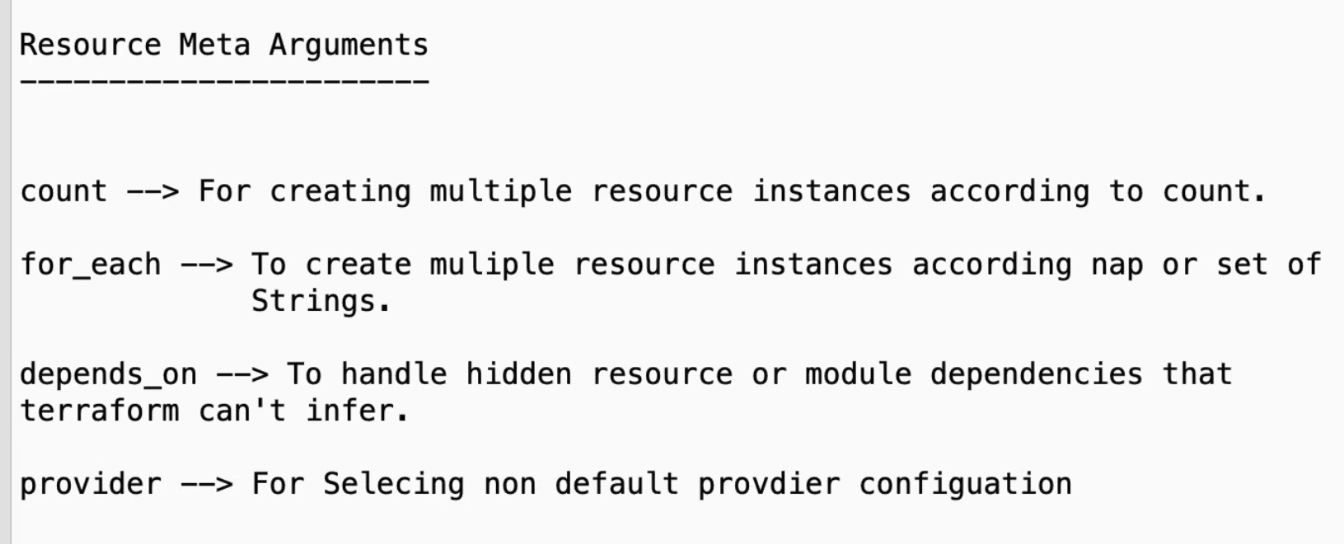 Resource Meta Arguments
-----------------------
count --> For creating multiple resource instances according to count.
for_each --> To create muliple resource instances according nap or set of
Strings.
depends_on --> To handle hidden resource or module dependencies that
terraform can't infer.
provider --> For Selecing non default provdier configuation